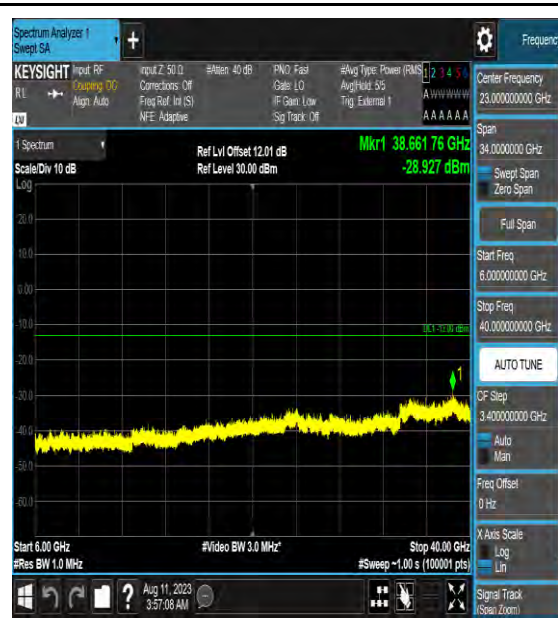 Spectrum Analyzer 1
Swept SA
+
Frequenc
KEYSIGHT Input: RF Input Z: 50 Ω #Atten: 40 dB PNO: Fast #Avg Type: Power (RMS 1 2 3 4 5 6
RL Coupling: DC Corrections: Off Gate: LO Avg|Hold: 5/5 A W W W W W
Align: Auto Freq Ref: Int (S) IF Gain: Low Trig: External 1
LXI NFE: Adaptive Sig Track: Off A A A A A A
Center Frequency
23.000000000 GHz
Span
34.0000000 GHz
Swept Span
Zero Span
Full Span
Start Freq
6.000000000 GHz
Stop Freq
40.000000000 GHz
AUTO TUNE
CF Step
3.400000000 GHz
Auto
Man
Freq Offset
0 Hz
X Axis Scale
Log
Lin
Signal Track
(Span Zoom)
1 Spectrum
Scale/Div 10 dB
Ref Lvl Offset 12.01 dB
Ref Level 30.00 dBm
Mkr1 38.661 76 GHz
-28.927 dBm
Log
20.0
10.0
0.00
-10.0
DL1 -13.00 dBm
-20.0
1
-30.0
-40.0
-50.0
-60.0
Start 6.00 GHz #Video BW 3.0 MHz* Stop 40.00 GHz
#Res BW 1.0 MHz #Sweep ~1.00 s (100001 pts)
? Aug 11, 2023
3:57:08 AM